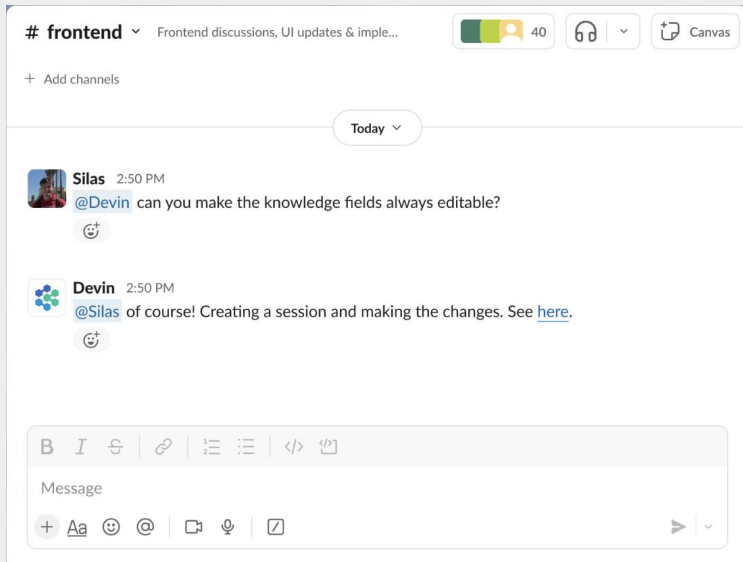 # frontend
Frontend discussions, UI updates & imple...
40
Canvas
+ Add channels
Today
Silas 2:50 PM
@Devin can you make the knowledge fields always editable?
Devin 2:50 PM
@Silas of course! Creating a session and making the changes. See here.
B I S
Message
+ Aa @